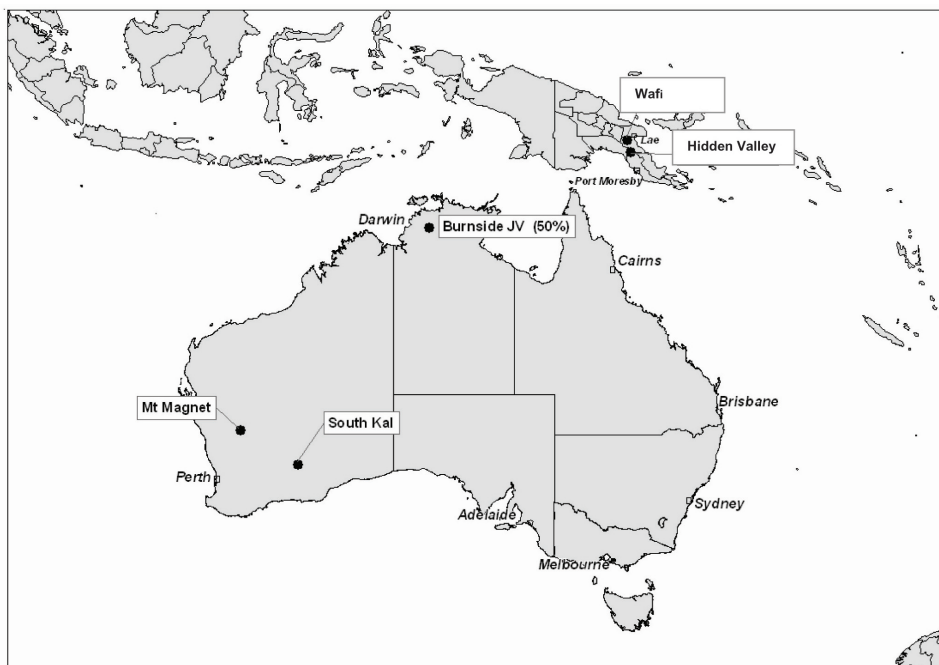 Wafi
Lae
Hidden Valley
Port Moresby
Darwin
Burnside JV (50%)
Cairns
Mt Magnet
South Kal
Brisbane
Perth
Sydney
Adelaide
Melbourne